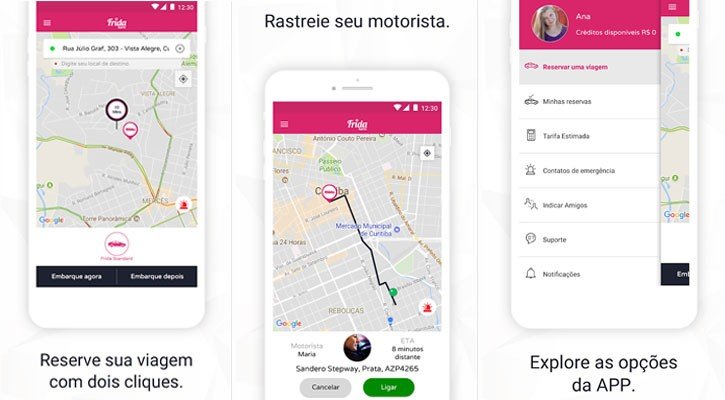 12:30
Frida
Rua Júlio Graf, 303 - Vista Alegre, Cu
Digite seu local de destino
VISTA ALEGRE
MERCÊS
Torre Panorâmica
Google
Frida Standard
Embarque agora
Embarque depois
Reserve sua viagem
com dois cliques.
Rastreie seu motorista.
12:30
Frida
António Couto Pereira
Passeio
Público
R. Mal. D
Curitiba
Mercado Municipal
de Curitiba
ua 24 Horas
REBOUÇAS
Google
Motorista
Maria
ETA
8 minutos
distante
Sandero Stepway, Prata, AZP4265
Cancelar
Ligar
Ana
Créditos disponíveis R$ 0
Reservar uma viagem
Minhas reservas
Tarifa Estimada
Contatos de emergência
Indicar Amigos
Suporte
Notificações
Google
Emb
Explore as opções
da APP.